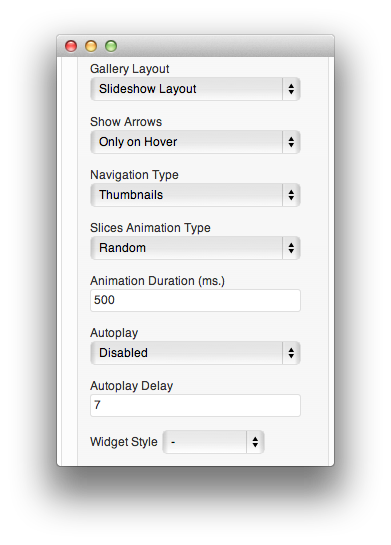 Gallery Layout
Slideshow Layout
Show Arrows
Only on Hover
Navigation Type
Thumbnails
Slices Animation Type
Random
Animation Duration (ms.)
500
Autoplay
Disabled
Autoplay Delay
7
Widget Style -